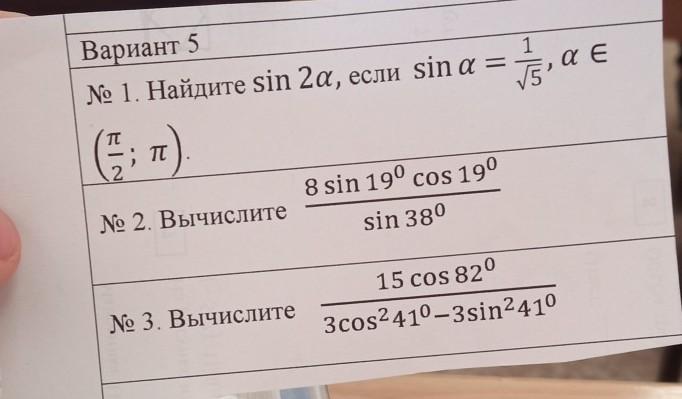 Вариант 5
№ 1. Найдите sin 2α, если sin α = 1/√5, α ∈
(π/2; π).
№ 2. Вычислите (8 sin 19⁰ cos 19⁰)/(sin 38⁰)
№ 3. Вычислите (15 cos 82⁰)/(3cos²41⁰−3sin²41⁰)